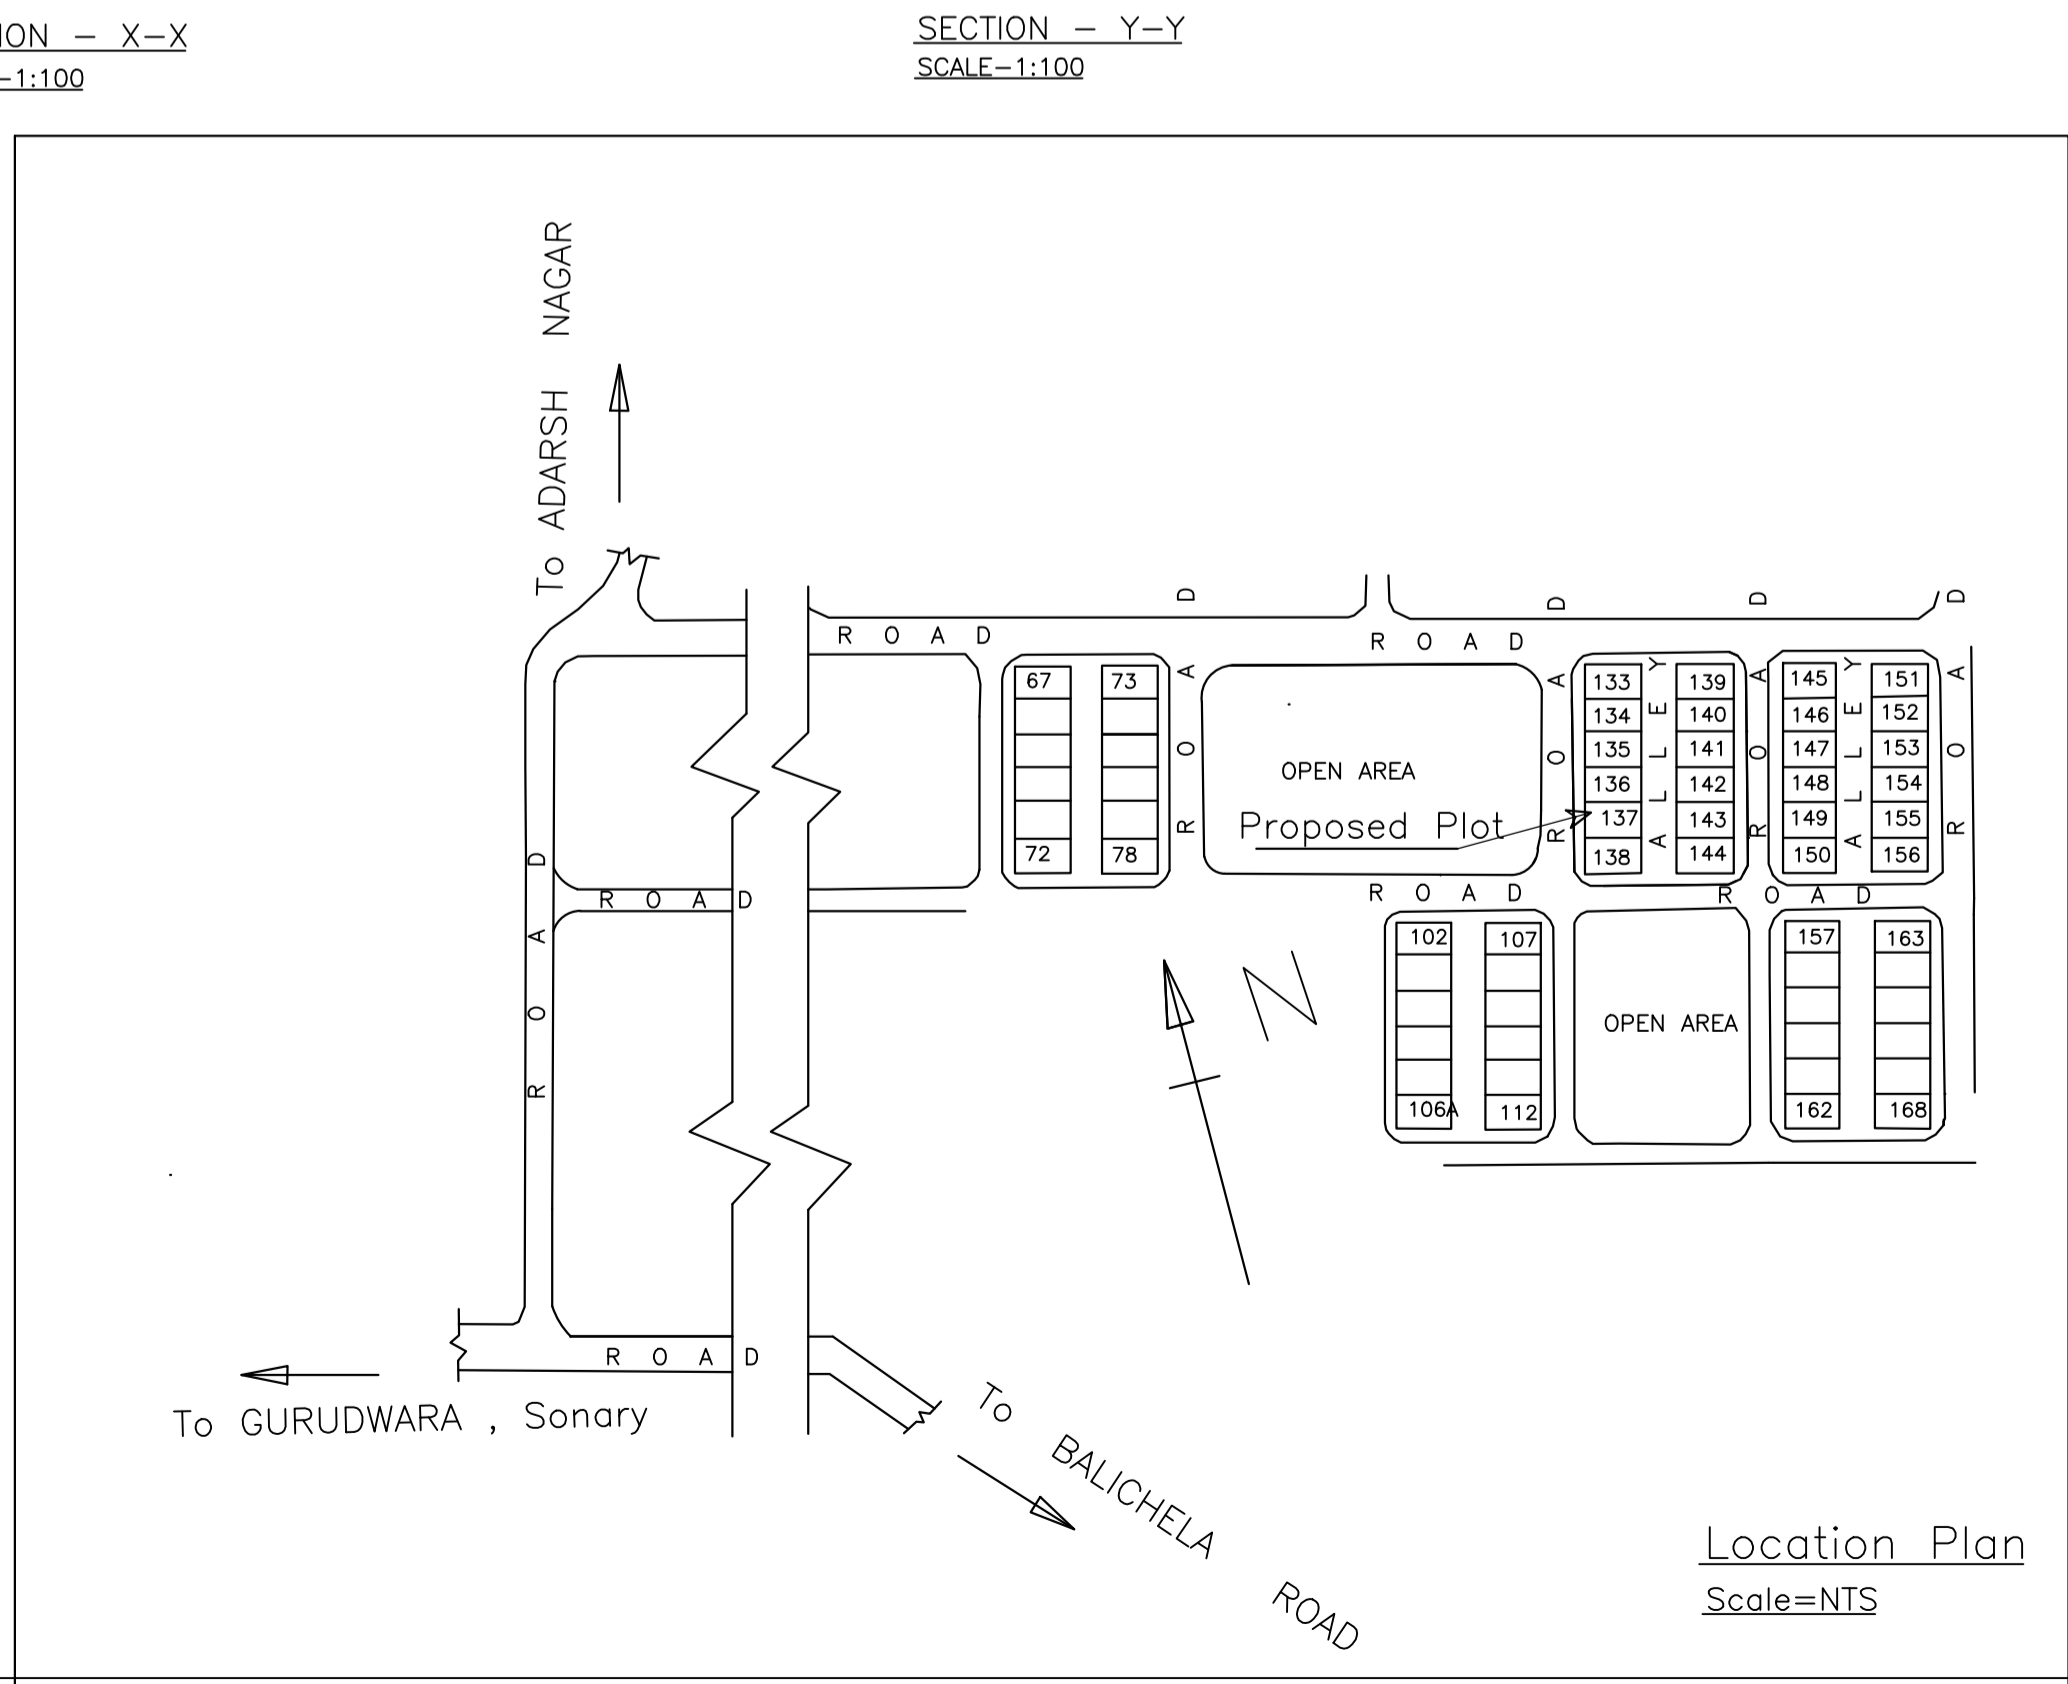 ION - X-X
-1:100
SECTION - Y-Y
SCALE-1:100
To ADARSH NAGAR
ROAD
ROAD
ROAD
ROAD
ROAD
ROAD
ROAD
67
72
73
78
OPEN AREA
Proposed Plot
133
134
135
136
137
138
ALLEY
139
140
141
142
143
144
145
146
147
148
149
150
ALLEY
151
152
153
154
155
156
ROAD
ROAD
ROAD
ROAD
102
106A
107
112
OPEN AREA
157
162
163
168
N
ROAD
To GURUDWARA , Sonary
To BALICHELA ROAD
Location Plan
Scale=NTS